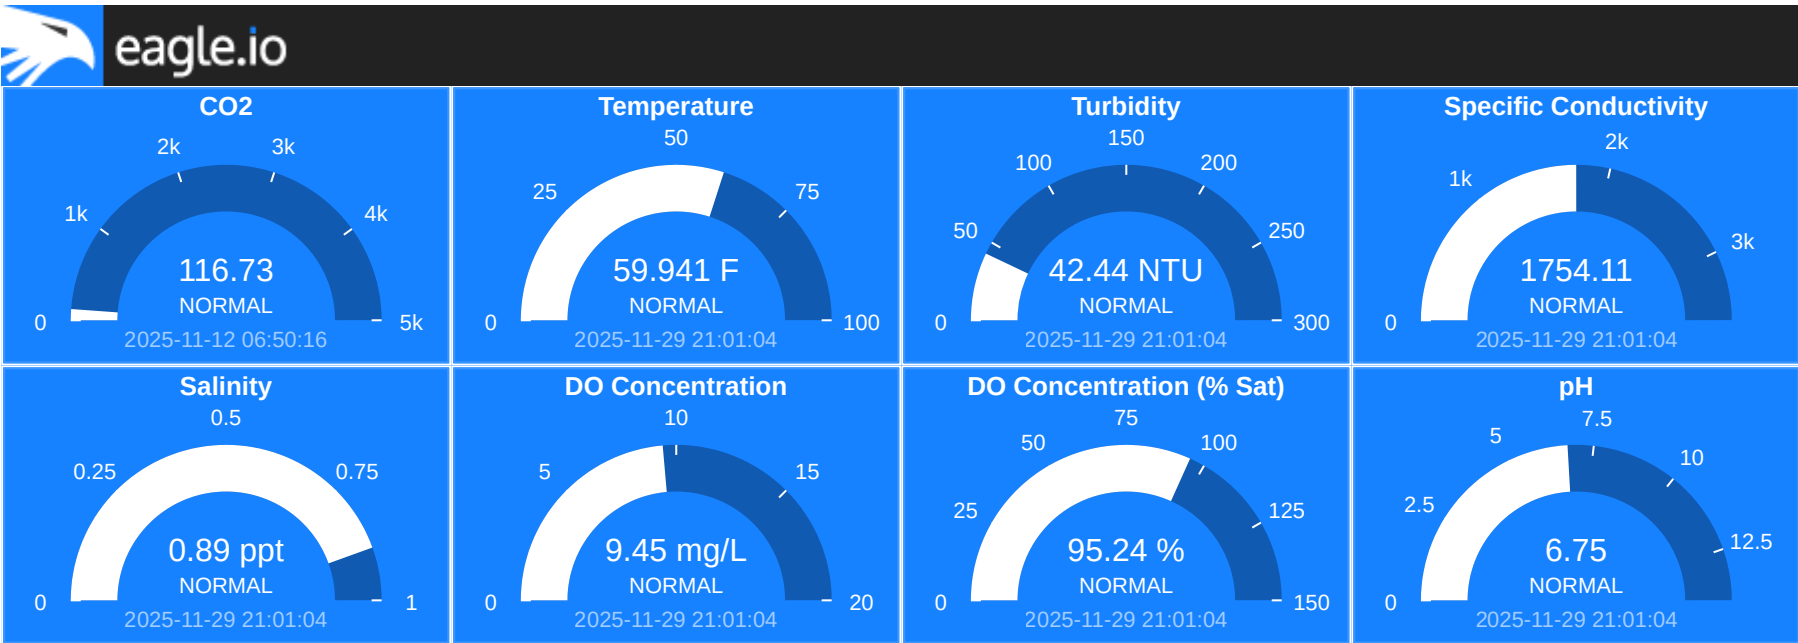 eagle.io
CO2
2k 3k
1k 4k
0 5k
116.73
NORMAL
2025-11-12 06:50:16
Temperature
50
25 75
0 100
59.941 F
NORMAL
2025-11-29 21:01:04
Turbidity
150
100 200
50 250
0 300
42.44 NTU
NORMAL
2025-11-29 21:01:04
Specific Conductivity
2k
1k
3k
0
1754.11
NORMAL
2025-11-29 21:01:04
Salinity
0.5
0.25 0.75
0 1
0.89 ppt
NORMAL
2025-11-29 21:01:04
DO Concentration
10
5 15
0 20
9.45 mg/L
NORMAL
2025-11-29 21:01:04
DO Concentration (% Sat)
75
50 100
25 125
0 150
95.24 %
NORMAL
2025-11-29 21:01:04
pH
7.5
5
10
2.5
12.5
0
6.75
NORMAL
2025-11-29 21:01:04